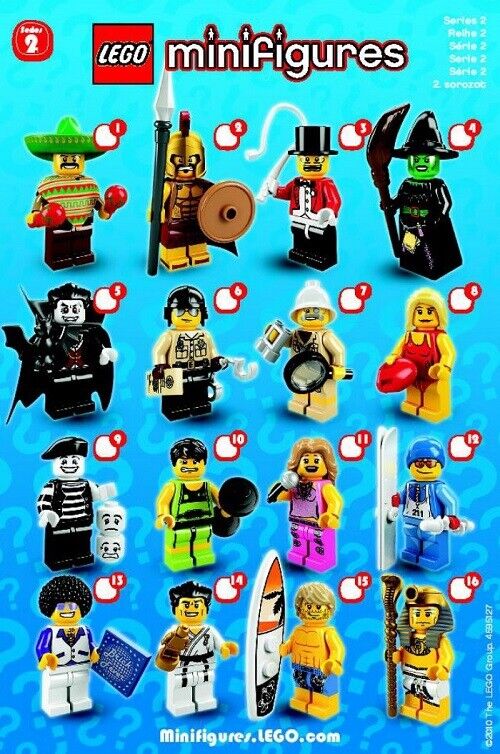 Series
2
LEGO
minifigures
Series 2
Reihe 2
Série 2
Serie 2
Série 2
2. sorozat
1
2
3
4
5
6
7
8
9
10
11
12
211
13
14
15
16
©2010 The LEGO Group. 4595127
Minifigures.LEGO.com